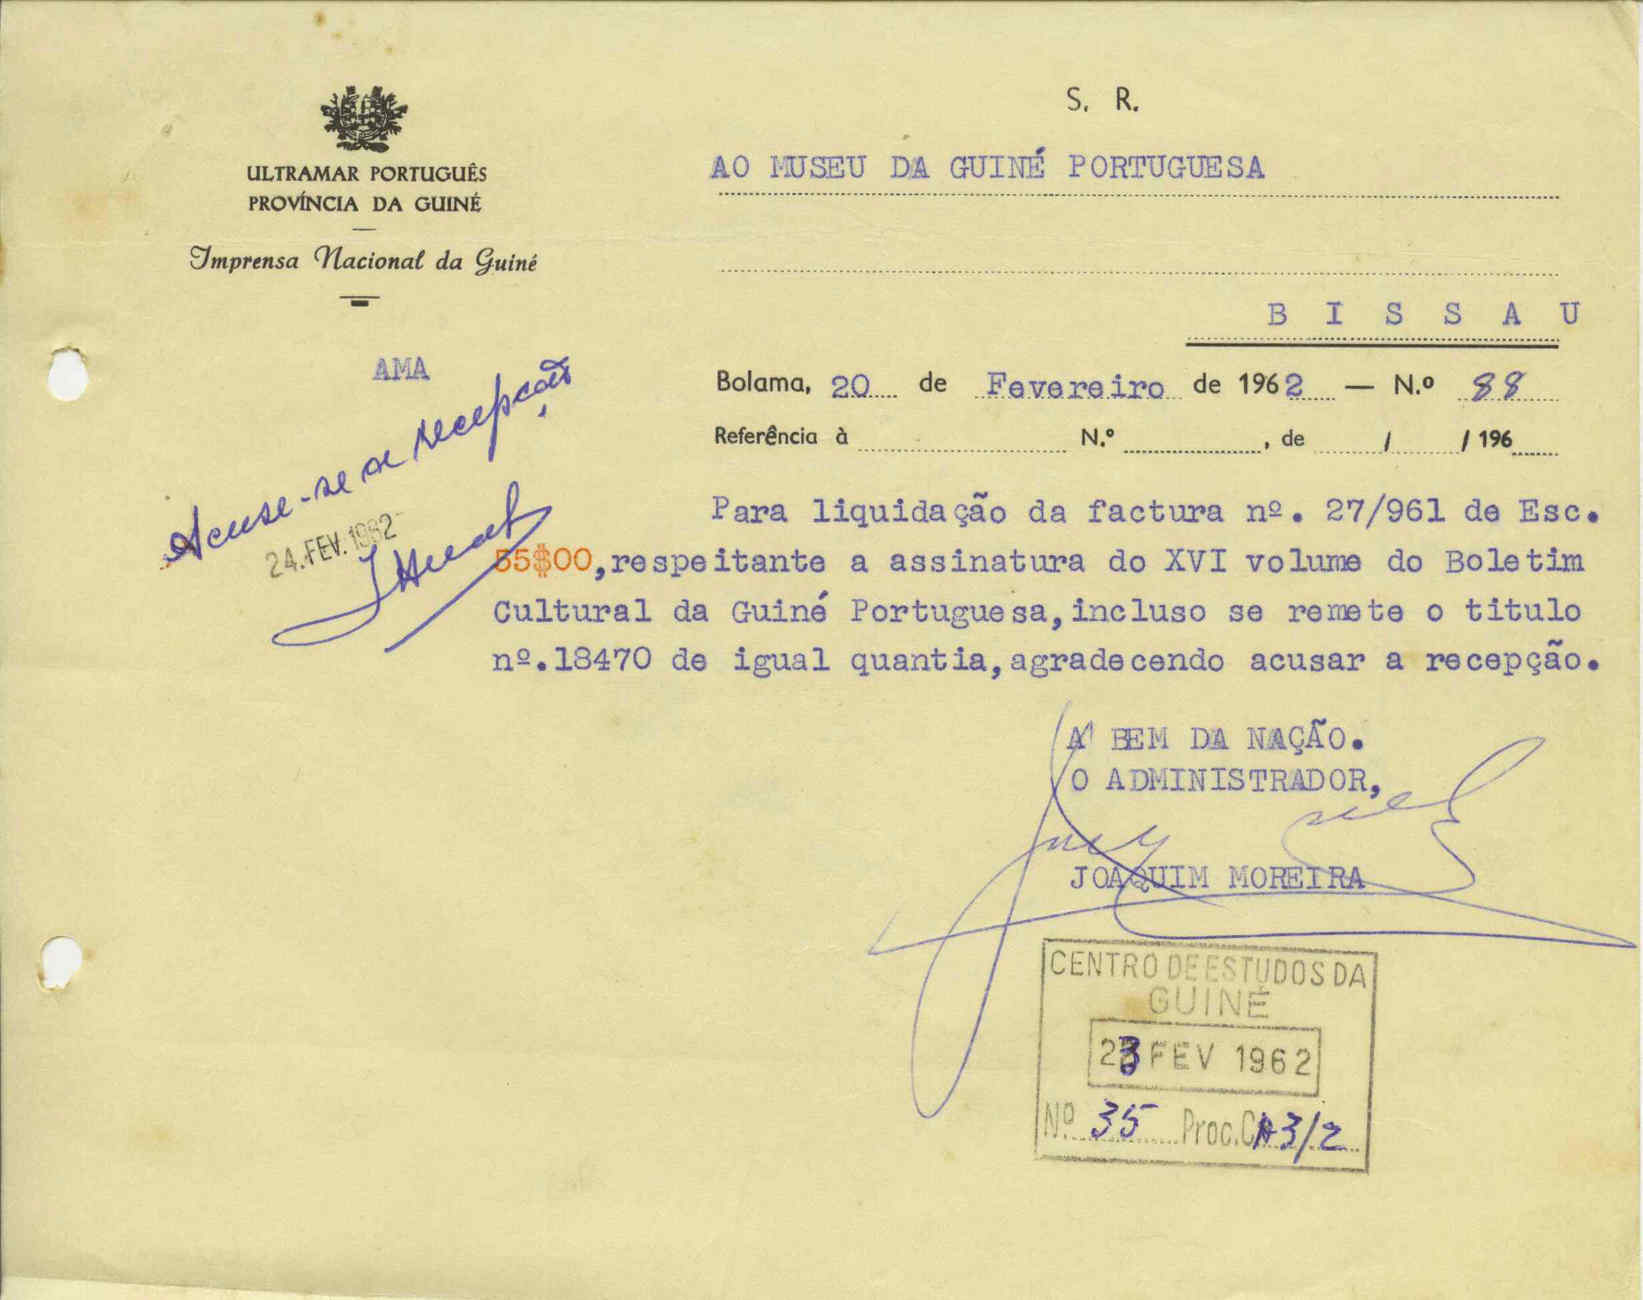 S. R.
ULTRAMAR PORTUGUÊS
PROVÍNCIA DA GUINÉ
Imprensa Nacional da Guiné
AO MUSEU DA GUINÉ PORTUGUESA
B I S S A U
AMA
Bolama, 20 de Fevereiro de 1962 — N.º 88
Referência à N.º , de / / 196
Acuse-se a recepção
24. FEV. 1962
Para liquidação da factura nº. 27/961 de Esc.
55$00,respeitante a assinatura do XVI volume do Boletim
Cultural da Guiné Portuguesa,incluso se remete o titulo
nº.18470 de igual quantia,agradecendo acusar a recepção.
A' BEM DA NAÇÃO.
O ADMINISTRADOR,
JOAQUIM MOREIRA
CENTRO DE ESTUDOS DA
GUINÉ
23 FEV 1962
Nº 35 Proc. CA3/2